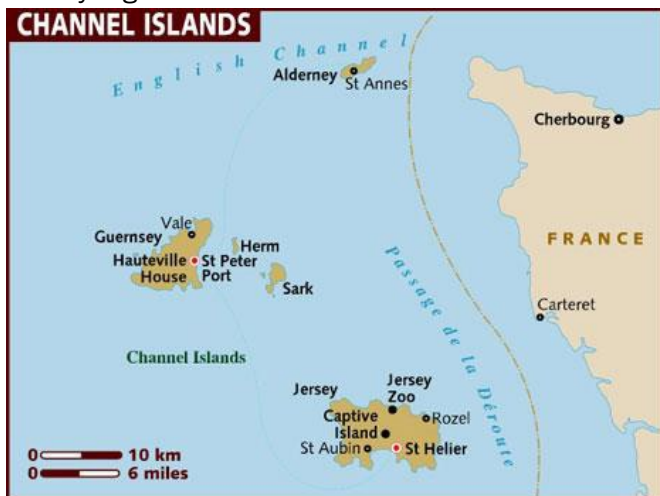 CHANNEL ISLANDS
English Channel
Alderney
St Annes
Cherbourg
Vale
Guernsey
Herm
Hauteville
House
St Peter
Port
Sark
FRANCE
Passage de la Déroute
Carteret
Channel Islands
Jersey
Jersey
Zoo
Captive
Island
Rozel
St Aubin
St Helier
0 10 km
0 6 miles